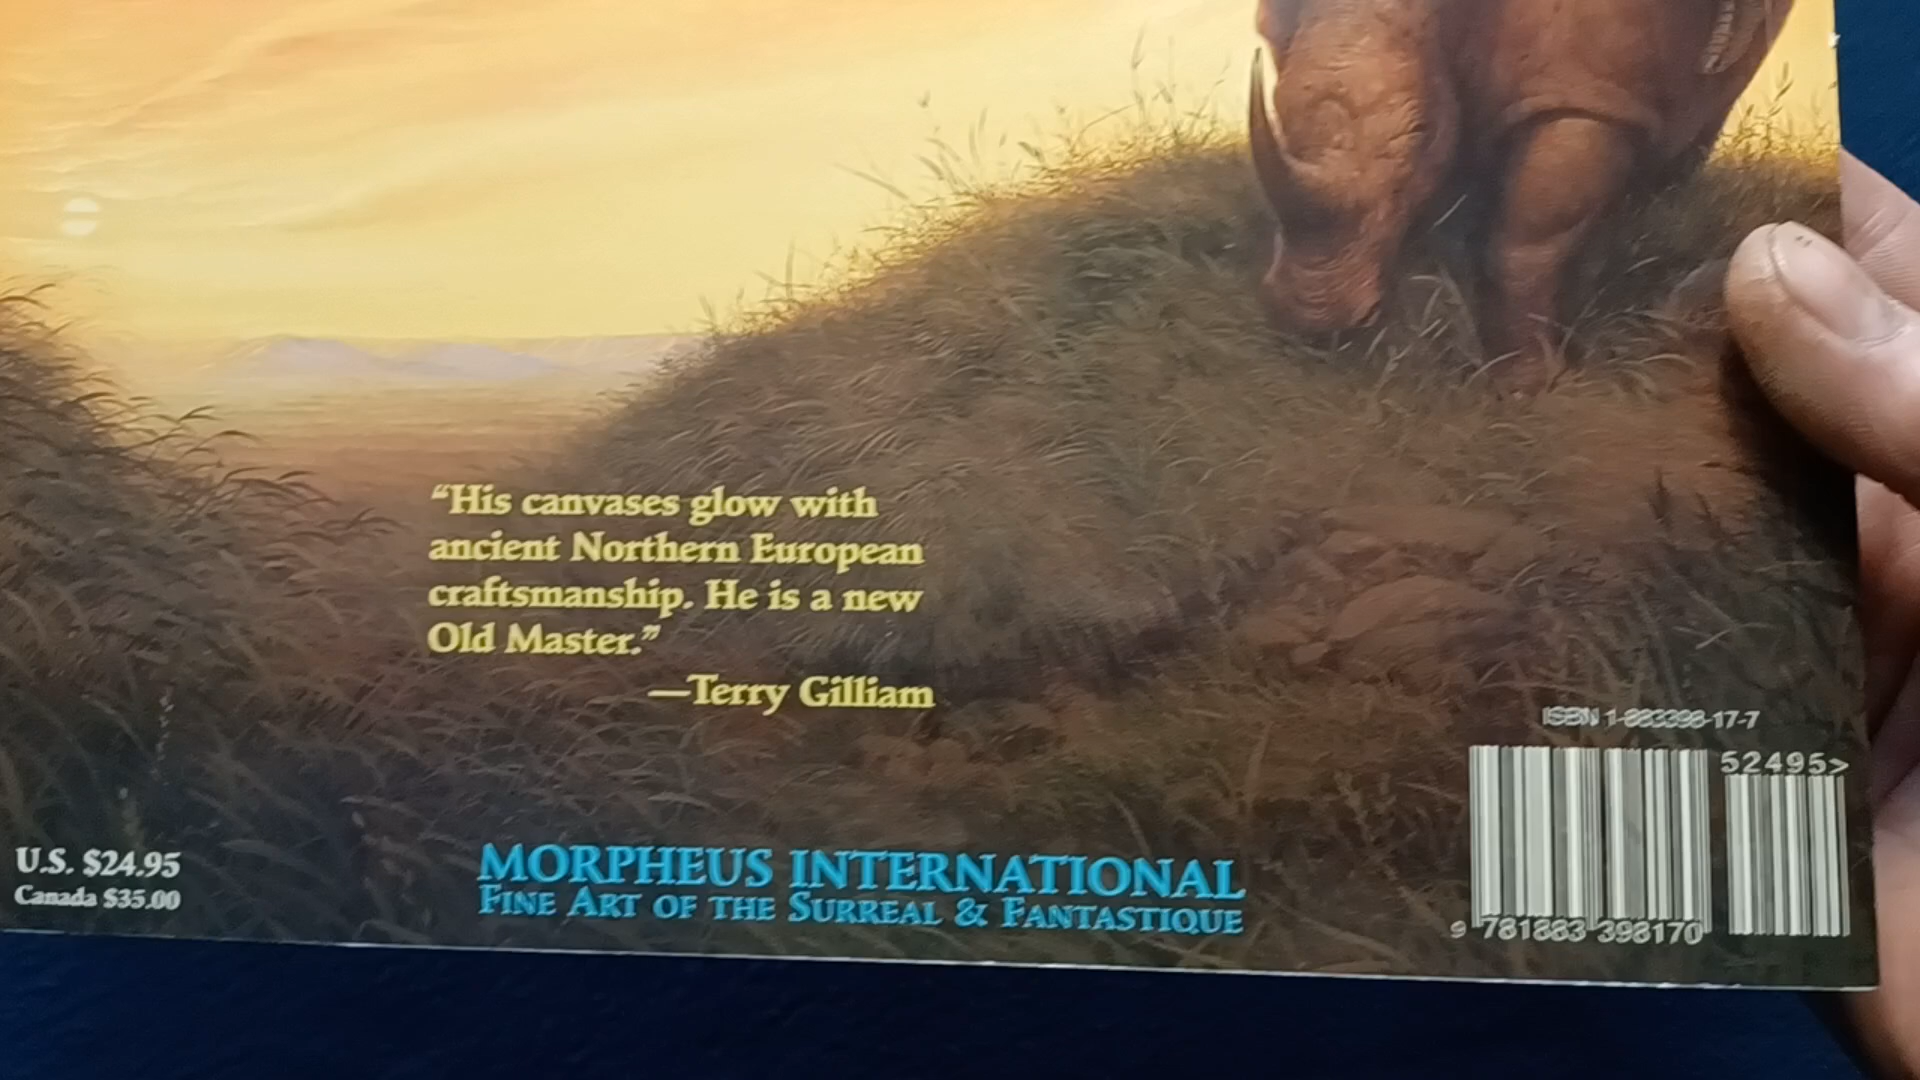 “His canvases glow with
ancient Northern European
craftsmanship. He is a new
Old Master.”
—Terry Gilliam
ISBN 1-883398-17-7
52495>
9 781883 398170
U.S. $24.95
Canada $35.00
MORPHEUS INTERNATIONAL
FINE ART OF THE SURREAL & FANTASTIQUE